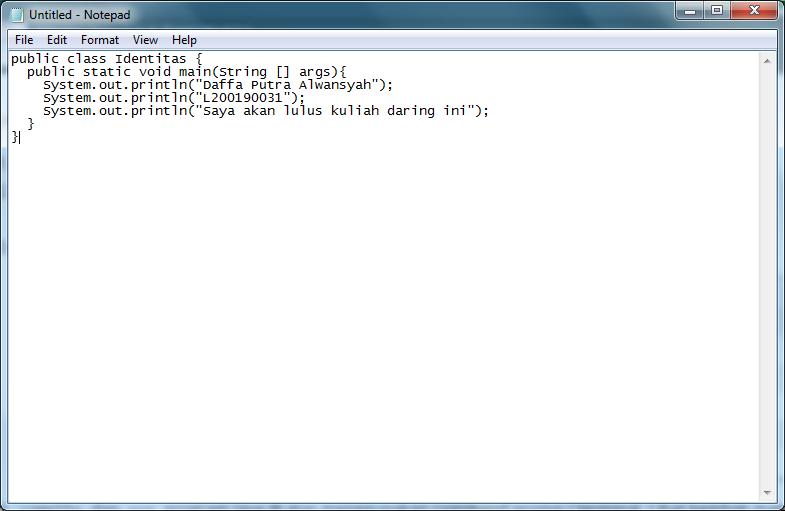 Untitled - Notepad
File Edit Format View Help
public class Identitas {
  public static void main(String [] args){
    System.out.println("Daffa Putra Alwansyah");
    System.out.println("L200190031");
    System.out.println("Saya akan lulus kuliah daring ini");
  }
}